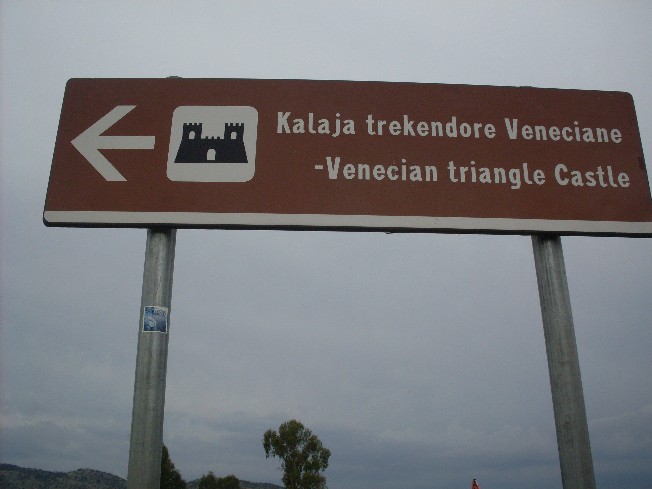 Kalaja trekendore Veneciane
-Venecian triangle Castle